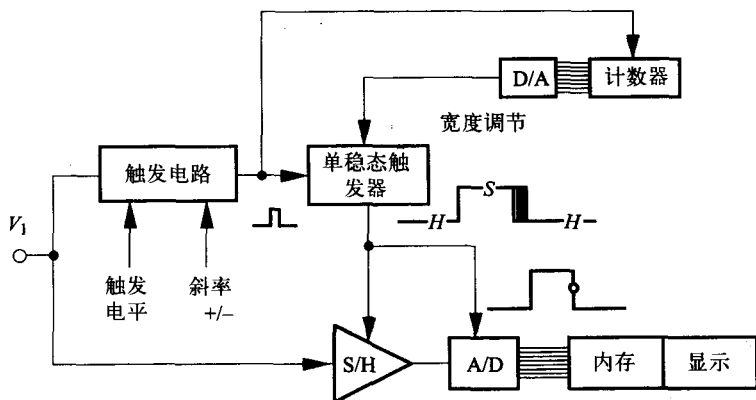 D/A
计数器
宽度调节
触发电路
单稳态触
发器
V1
H
S
H
触发
电平
斜率
+/–
S/H
A/D
内存
显示